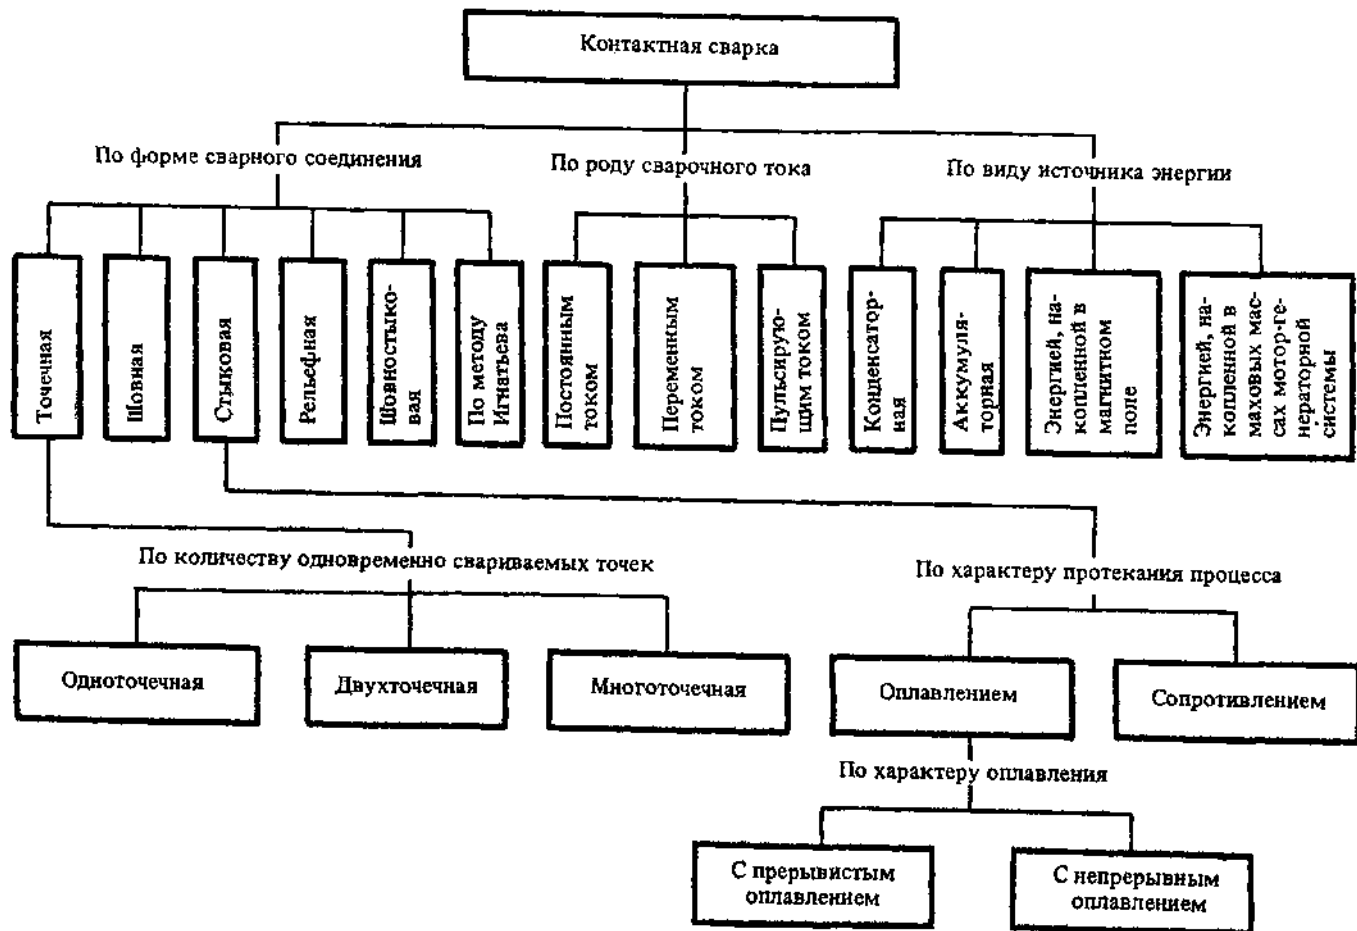 Контактная сварка
По форме сварного соединения
По роду сварочного тока
По виду источника энергии
Точечная
Шовная
Стыковая
Рельефная
Шовностыко-
вая
По методу
Игнатьева
Постоянным
током
Переменным
током
Пульсирую-
щим током
Конденсатор-
ная
Аккумуля-
торная
Энергией, на-
копленной в
магнитном
поле
Энергией, на-
копленной в
маховых мас-
сах мотор-ге-
нераторной
системы
По количеству одновременно свариваемых точек
По характеру протекания процесса
Одноточечная
Двухточечная
Многоточечная
Оплавлением
Сопротивлением
По характеру оплавления
С прерывистым
оплавлением
С непрерывным
оплавлением